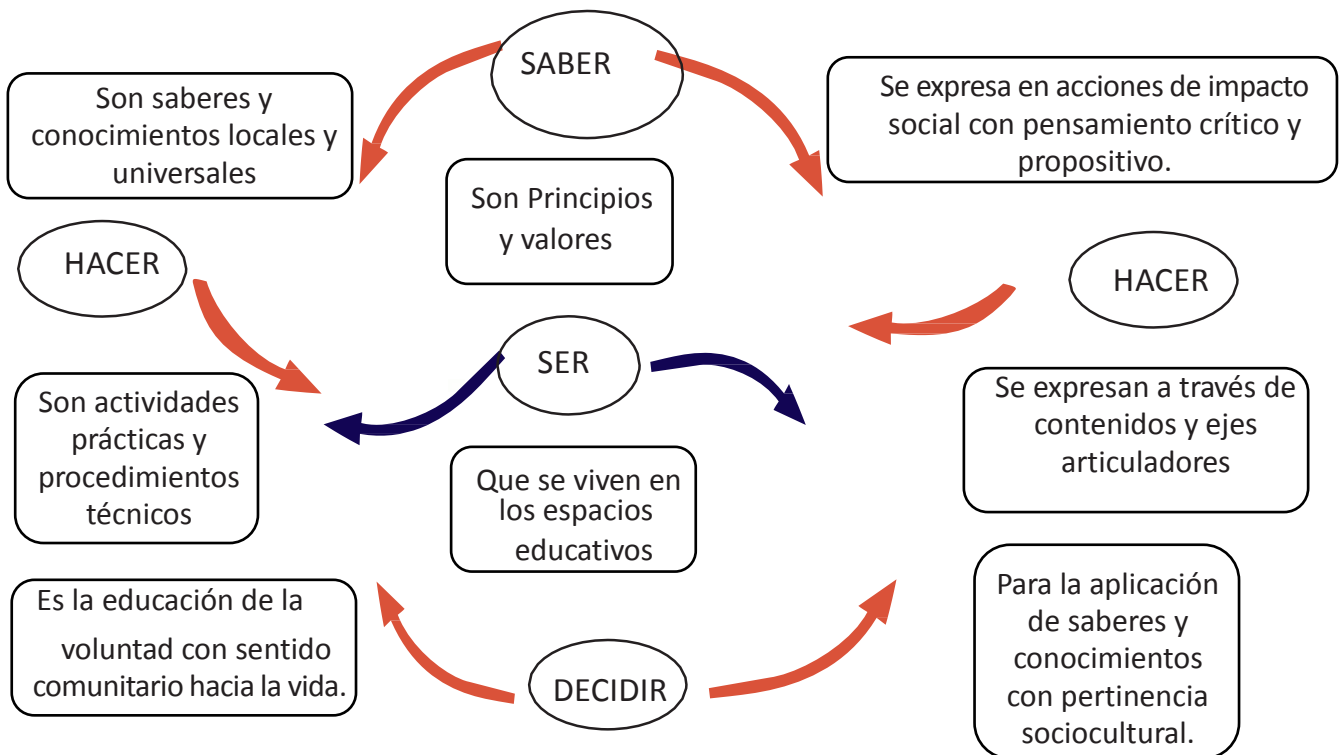 SABER
Son saberes y
conocimientos locales y
universales
Se expresa en acciones de impacto
social con pensamiento crítico y
propositivo.
Son Principios
y valores
HACER
HACER
SER
Son actividades
prácticas y
procedimientos
técnicos
Se expresan a través de
contenidos y ejes
articuladores
Que se viven en
los espacios
educativos
Es la educación de la
voluntad con sentido
comunitario hacia la vida.
DECIDIR
Para la aplicación
de saberes y
conocimientos
con pertinencia
sociocultural.